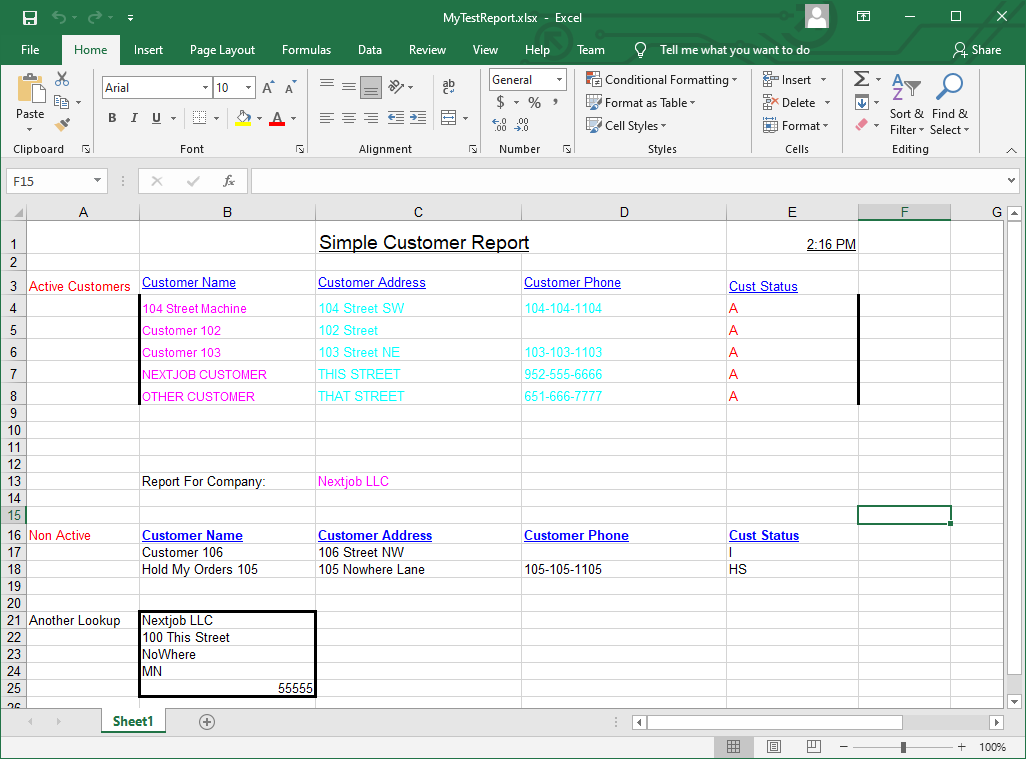 MyTestReport.xlsx - Excel
File Home Insert Page Layout Formulas Data Review View Help Team Tell me what you want to do Share
Arial 10 A A ab General Conditional Formatting Insert Σ A Z
Paste Format as Table Delete Sort & Find &
B I U A $ % , Cell Styles Format Filter Select
Clipboard Font Alignment Number Styles Cells Editing
F15 fx
A B C D E F G
1 Simple Customer Report 2:16 PM
2
3 Active Customers Customer Name Customer Address Customer Phone Cust Status
4 104 Street Machine 104 Street SW 104-104-1104 A
5 Customer 102 102 Street A
6 Customer 103 103 Street NE 103-103-1103 A
7 NEXTJOB CUSTOMER THIS STREET 952-555-6666 A
8 OTHER CUSTOMER THAT STREET 651-666-7777 A
9
10
11
12
13 Report For Company: Nextjob LLC
14
15
16 Non Active Customer Name Customer Address Customer Phone Cust Status
17 Customer 106 106 Street NW I
18 Hold My Orders 105 105 Nowhere Lane 105-105-1105 HS
19
20
21 Another Lookup Nextjob LLC
22 100 This Street
23 NoWhere
24 MN
25 55555
26
Sheet1
100%